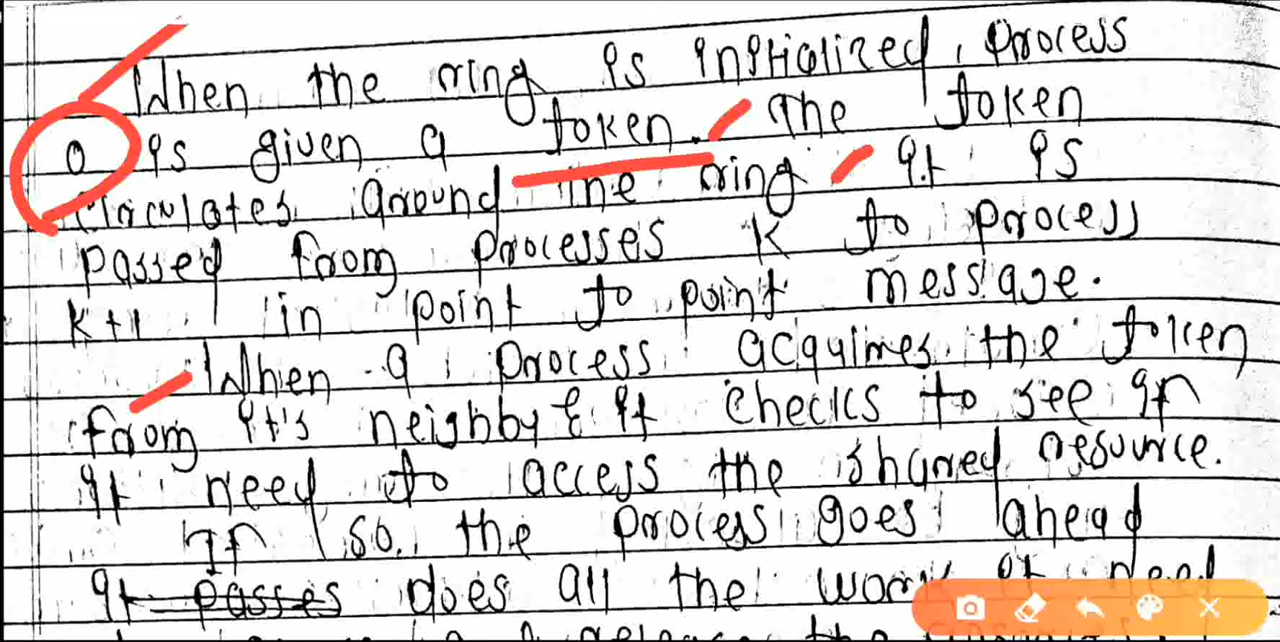 When the ring is initialized, process
0 is given a token. The token
circulates around the ring. It is
passed from processes k to process
k+1 in point to point message.
When a process acquires the token
from it's neighby & it checks to see if
it need to access the shared resource.
If so. the process goes ahead
it passes does all the work it need
releases the